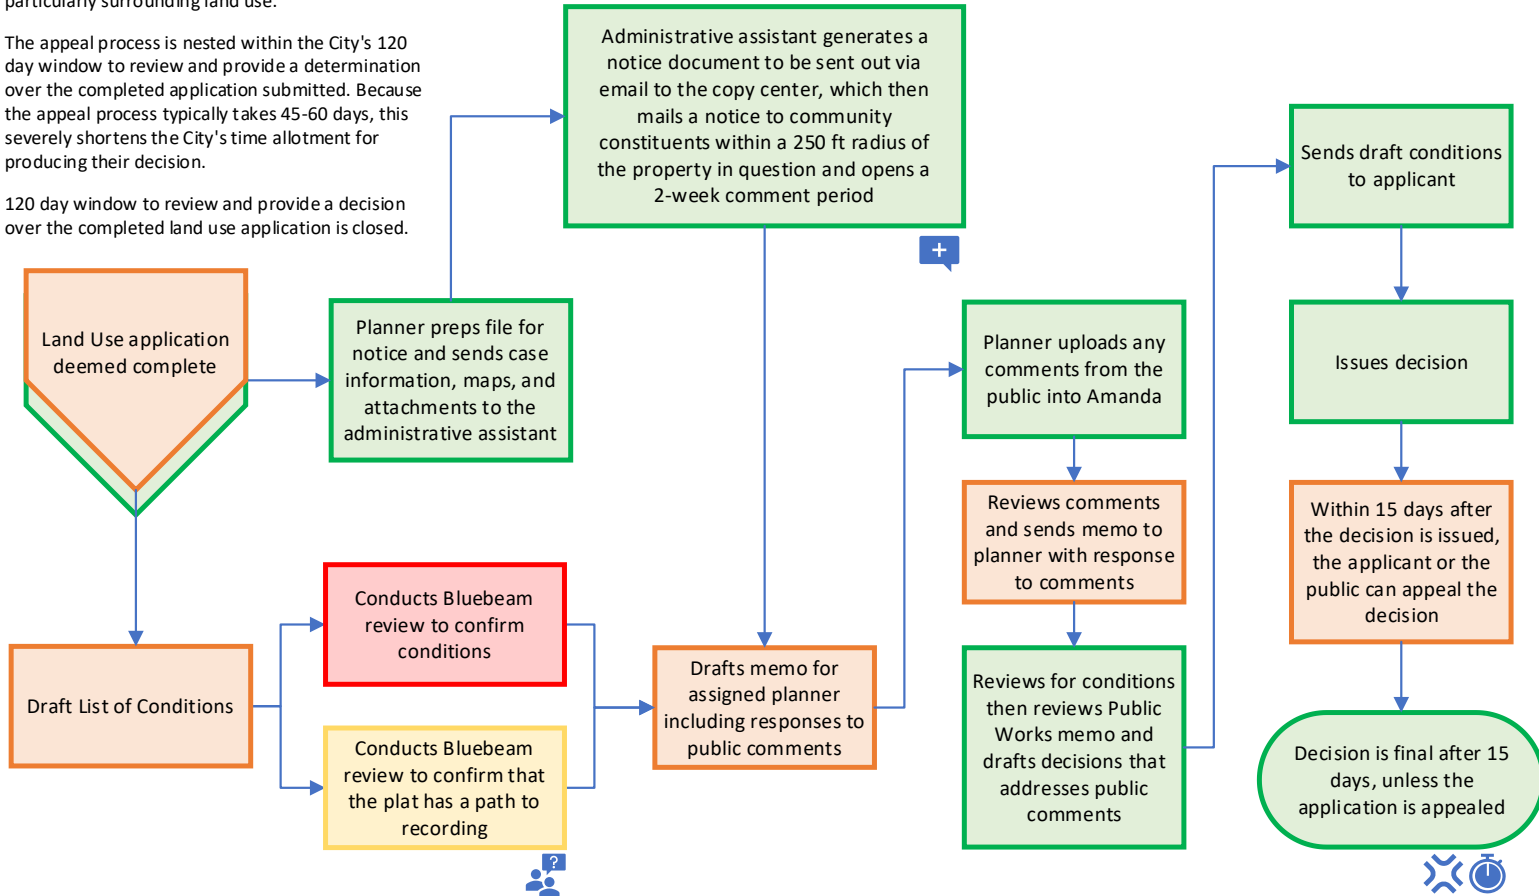 particularly surrounding land use.
The appeal process is nested within the City's 120
day window to review and provide a determination
over the completed application submitted. Because
the appeal process typically takes 45-60 days, this
severely shortens the City's time allotment for
producing their decision.
120 day window to review and provide a decision
over the completed land use application is closed.
Land Use application
deemed complete
Planner preps file for
notice and sends case
information, maps, and
attachments to the
administrative assistant
Administrative assistant generates a
notice document to be sent out via
email to the copy center, which then
mails a notice to community
constituents within a 250 ft radius of
the property in question and opens a
2-week comment period
Draft List of Conditions
Conducts Bluebeam
review to confirm
conditions
Conducts Bluebeam
review to confirm that
the plat has a path to
recording
?
Drafts memo for
assigned planner
including responses to
public comments
+
Planner uploads any
comments from the
public into Amanda
Reviews comments
and sends memo to
planner with response
to comments
Reviews for conditions
then reviews Public
Works memo and
drafts decisions that
addresses public
comments
Sends draft conditions
to applicant
Issues decision
Within 15 days after
the decision is issued,
the applicant or the
public can appeal the
decision
Decision is final after 15
days, unless the
application is appealed